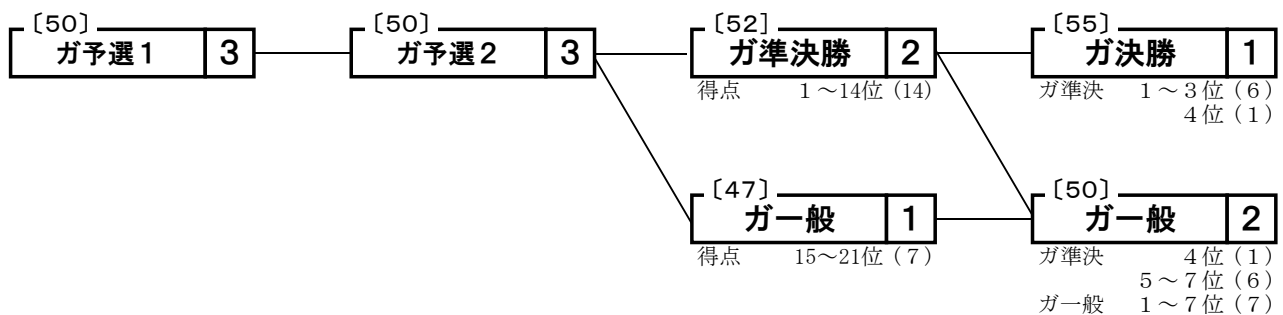 〔50〕 〔50〕 〔52〕 〔55〕
ガ予選１ 3 ガ予選２ 3 ガ準決勝 2 ガ決勝 1
得点 １～14位（14） ガ準決 １～３位（６）
４位（１）
〔47〕 〔50〕
ガ一般 1 ガ一般 2
得点 15～21位（７） ガ準決 ４位（１）
５～７位（６）
ガ一般 １～７位（７）